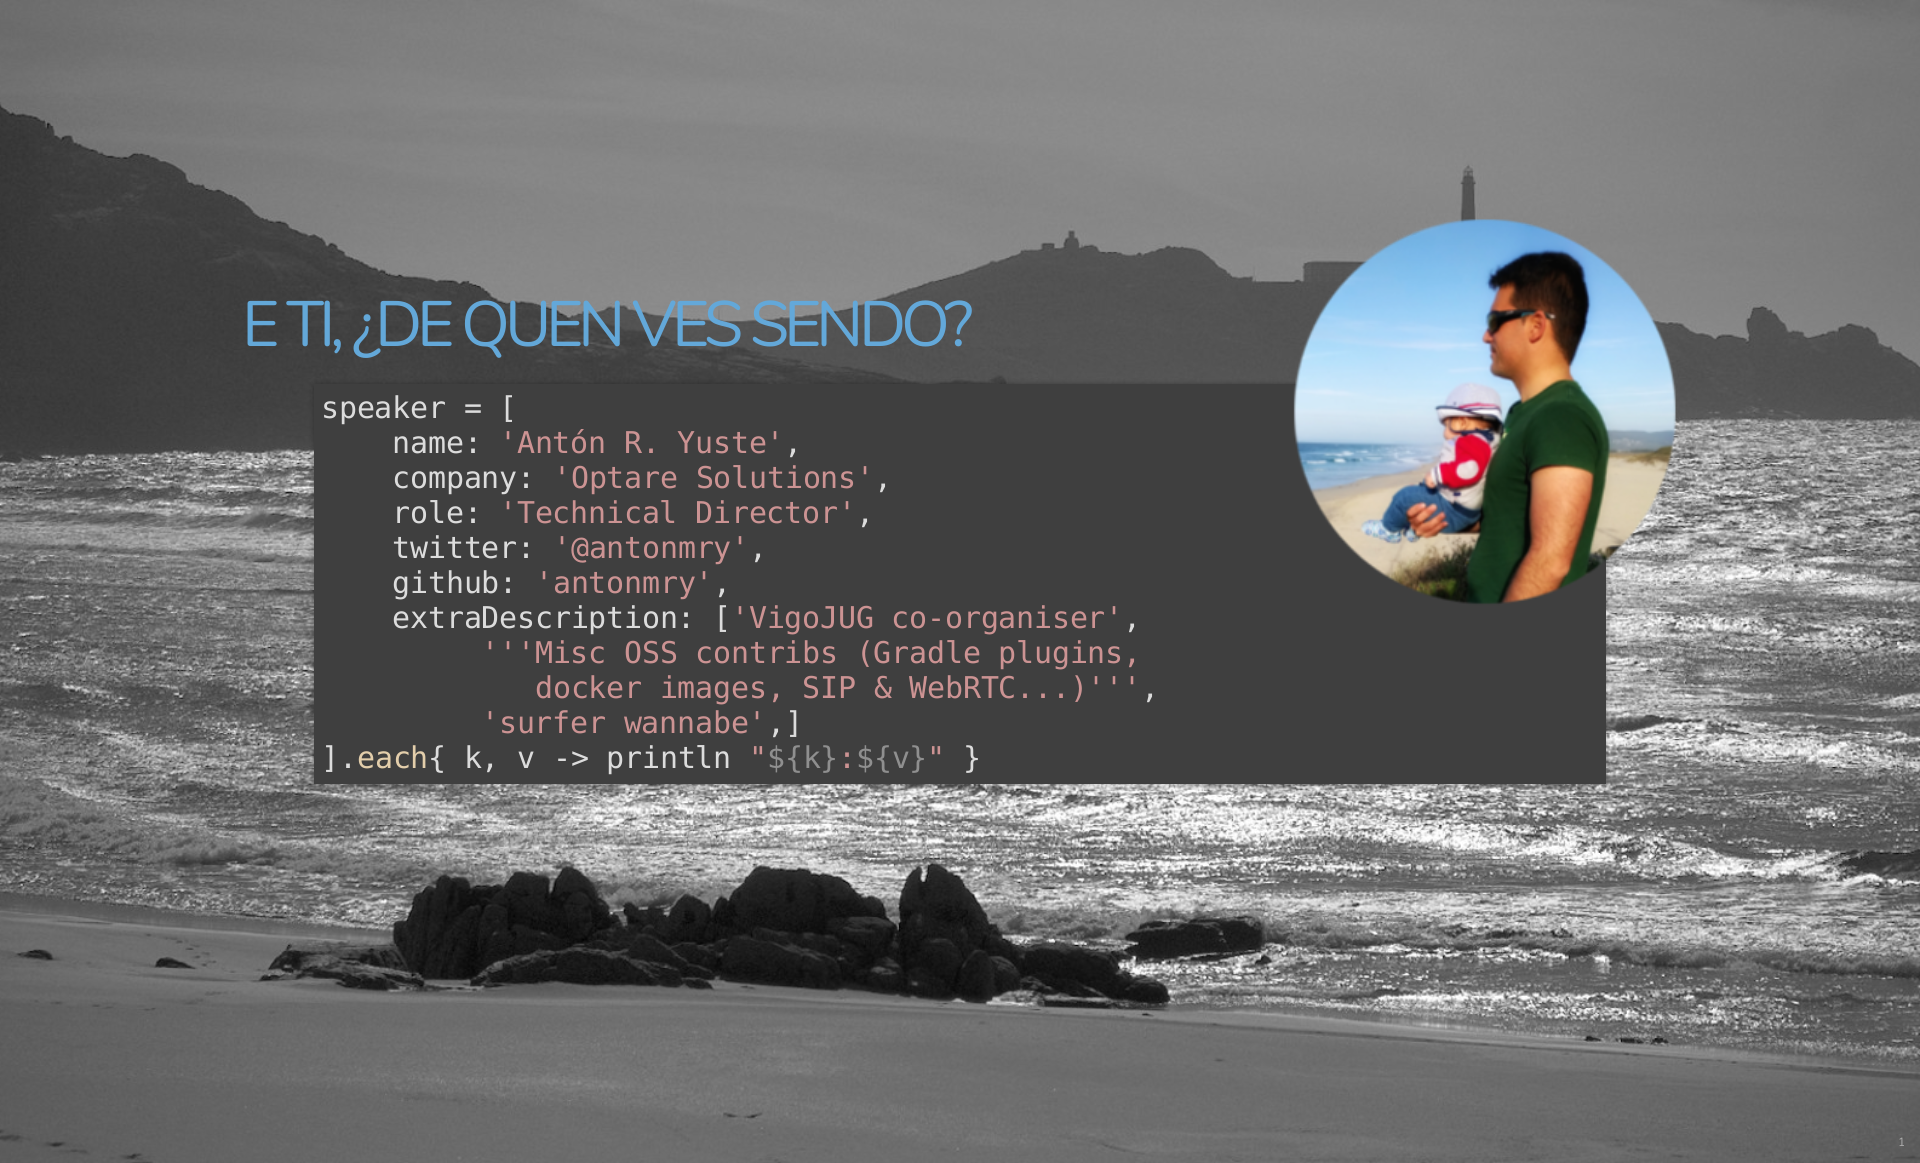 E TI, ¿DE QUEN VES SENDO?
speaker = [
    name: 'Antón R. Yuste',
    company: 'Optare Solutions',
    role: 'Technical Director',
    twitter: '@antonmry',
    github: 'antonmry',
    extraDescription: ['VigoJUG co-organiser',
         '''Misc OSS contribs (Gradle plugins,
            docker images, SIP & WebRTC...)''',
         'surfer wannabe',]
].each{ k, v -> println "${k}:${v}" }
1